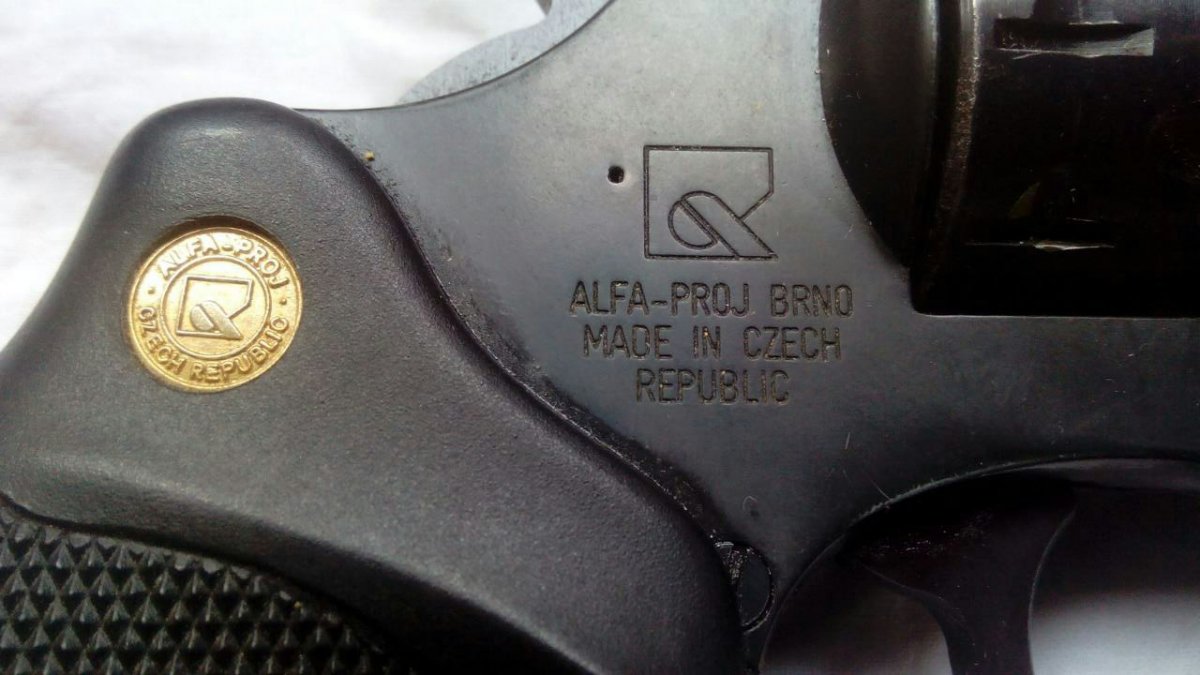 ALFA-PROJ
CZECH REPUBLIC
ALFA-PROJ BRNO
MADE IN CZECH
REPUBLIC